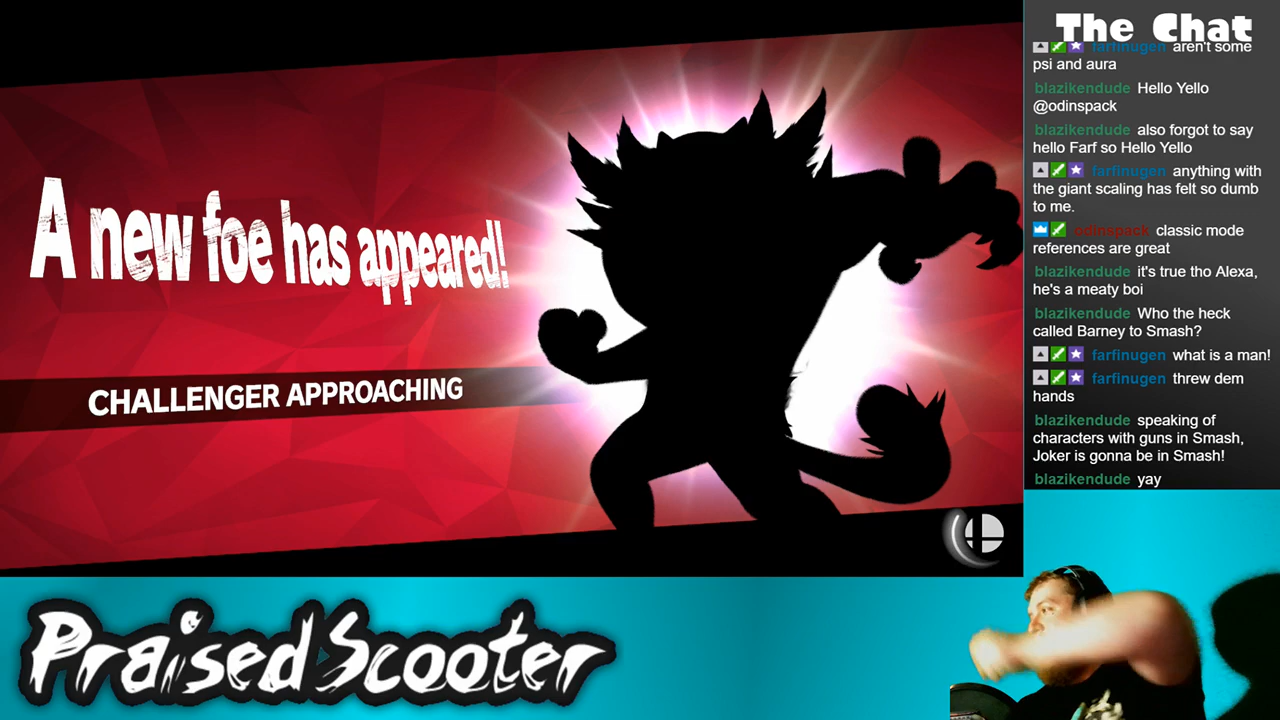 A new foe has appeared!
CHALLENGER APPROACHING
PraisedScooter
The Chat
farfinugen aren't some
psi and aura
blazikendude Hello Yello
@odinspack
blazikendude also forgot to say
hello Farf so Hello Yello
farfinugen anything with
the giant scaling has felt so dumb
to me.
odinspack classic mode
references are great
blazikendude it's true tho Alexa,
he's a meaty boi
blazikendude Who the heck
called Barney to Smash?
farfinugen what is a man!
farfinugen threw dem
hands
blazikendude speaking of
characters with guns in Smash,
Joker is gonna be in Smash!
blazikendude yay